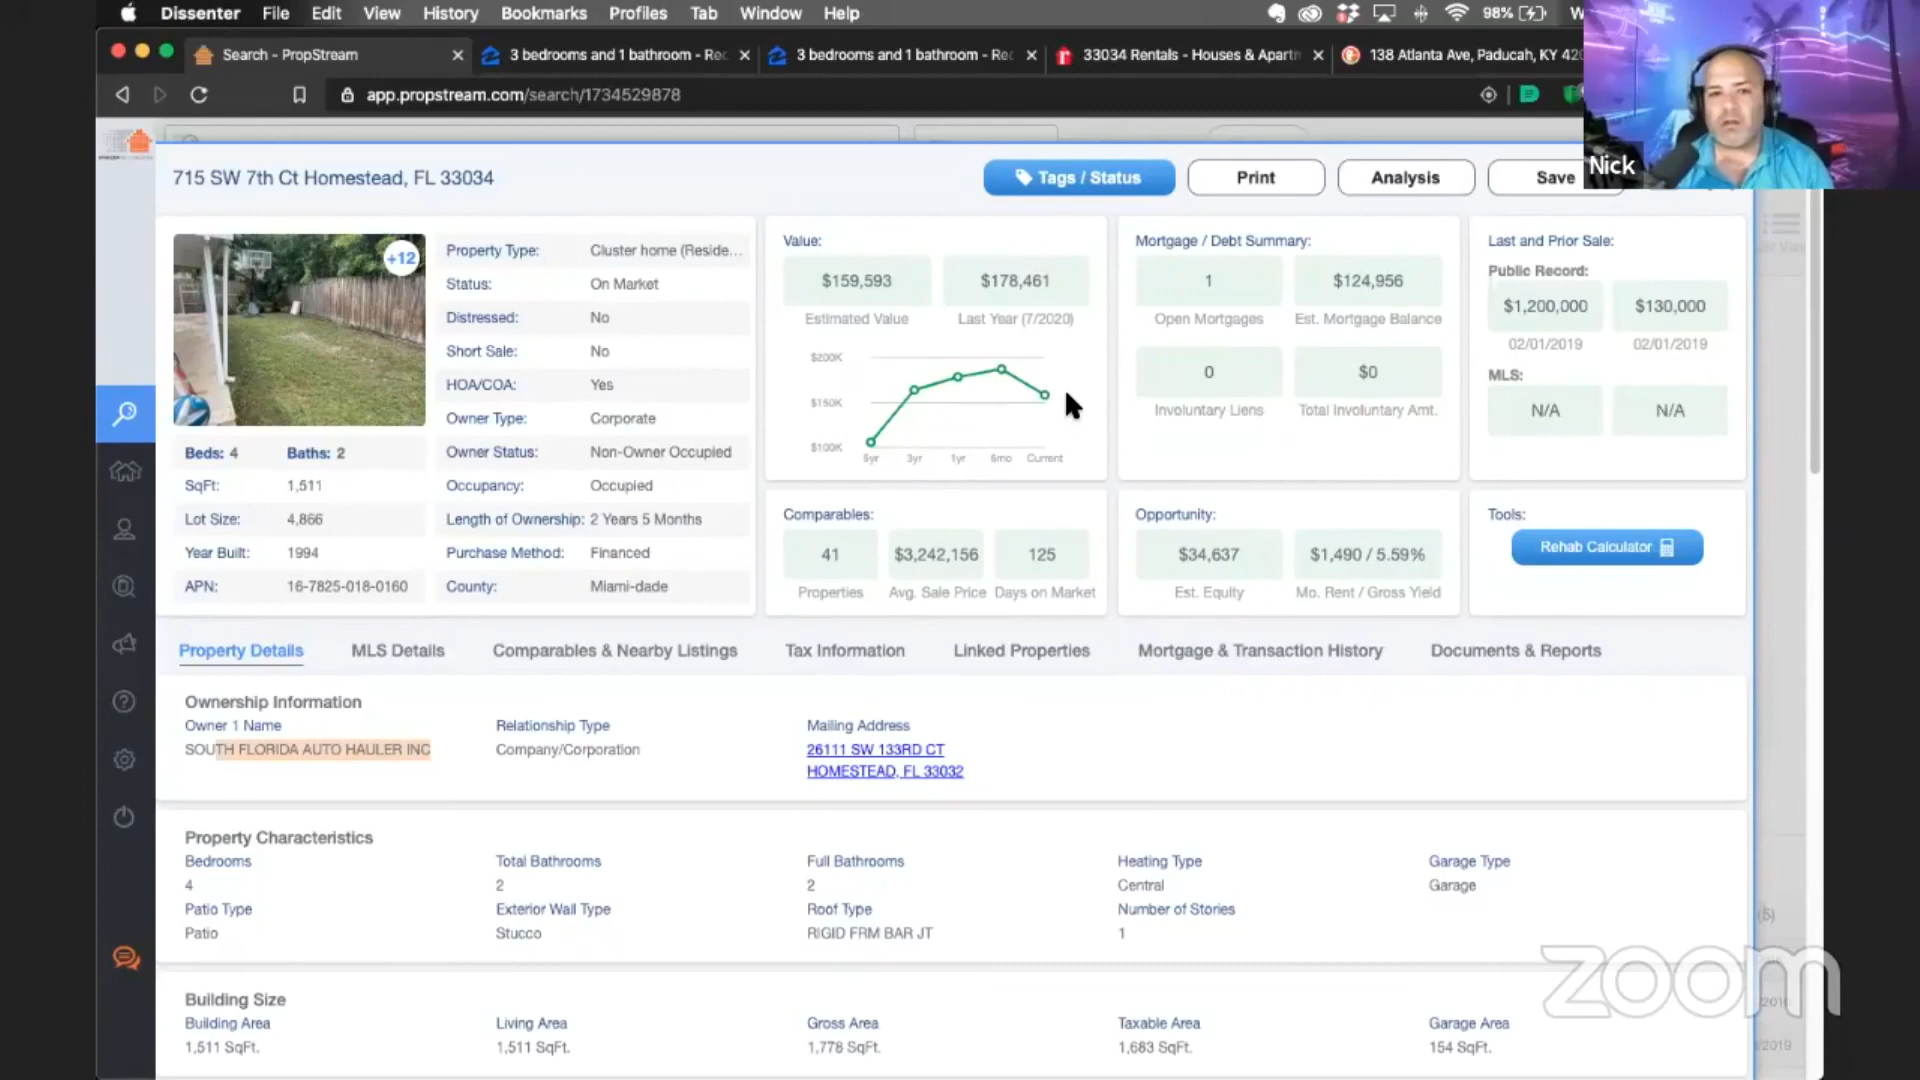 Dissenter File Edit View History Bookmarks Profiles Tab Window Help
98%
Search - PropStream
3 bedrooms and 1 bathroom - Rec
3 bedrooms and 1 bathroom - Rec
33034 Rentals - Houses & Apartm
138 Atlanta Ave, Paducah, KY 420
app.propstream.com/search/1734529878
Nick
715 SW 7th Ct Homestead, FL 33034
Tags / Status
Print
Analysis
Save
+12
Beds: 4 Baths: 2
SqFt: 1,511
Lot Size: 4,866
Year Built: 1994
APN: 16-7825-018-0160
Property Type: Cluster home (Reside...
Status: On Market
Distressed: No
Short Sale: No
HOA/COA: Yes
Owner Type: Corporate
Owner Status: Non-Owner Occupied
Occupancy: Occupied
Length of Ownership: 2 Years 5 Months
Purchase Method: Financed
County: Miami-dade
Value:
$159,593 $178,461
Estimated Value Last Year (7/2020)
$200K
$150K
$100K
5yr 3yr 1yr 6mo Current
Mortgage / Debt Summary:
1 $124,956
Open Mortgages Est. Mortgage Balance
0 $0
Involuntary Liens Total Involuntary Amt.
Last and Prior Sale:
Public Record:
$1,200,000 $130,000
02/01/2019 02/01/2019
MLS:
N/A N/A
Comparables:
41 $3,242,156 125
Properties Avg. Sale Price Days on Market
Opportunity:
$34,637 $1,490 / 5.59%
Est. Equity Mo. Rent / Gross Yield
Tools:
Rehab Calculator
Property Details MLS Details Comparables & Nearby Listings Tax Information Linked Properties Mortgage & Transaction History Documents & Reports
Ownership Information
Owner 1 Name Relationship Type Mailing Address
SOUTH FLORIDA AUTO HAULER INC Company/Corporation 26111 SW 133RD CT
HOMESTEAD, FL 33032
Property Characteristics
Bedrooms Total Bathrooms Full Bathrooms Heating Type Garage Type
4 2 2 Central Garage
Patio Type Exterior Wall Type Roof Type Number of Stories
Patio Stucco RIGID FRM BAR JT 1
(5)
zoom
Building Size
Building Area Living Area Gross Area Taxable Area Garage Area
1,511 SqFt. 1,511 SqFt. 1,778 SqFt. 1,683 SqFt. 154 SqFt.
/2019